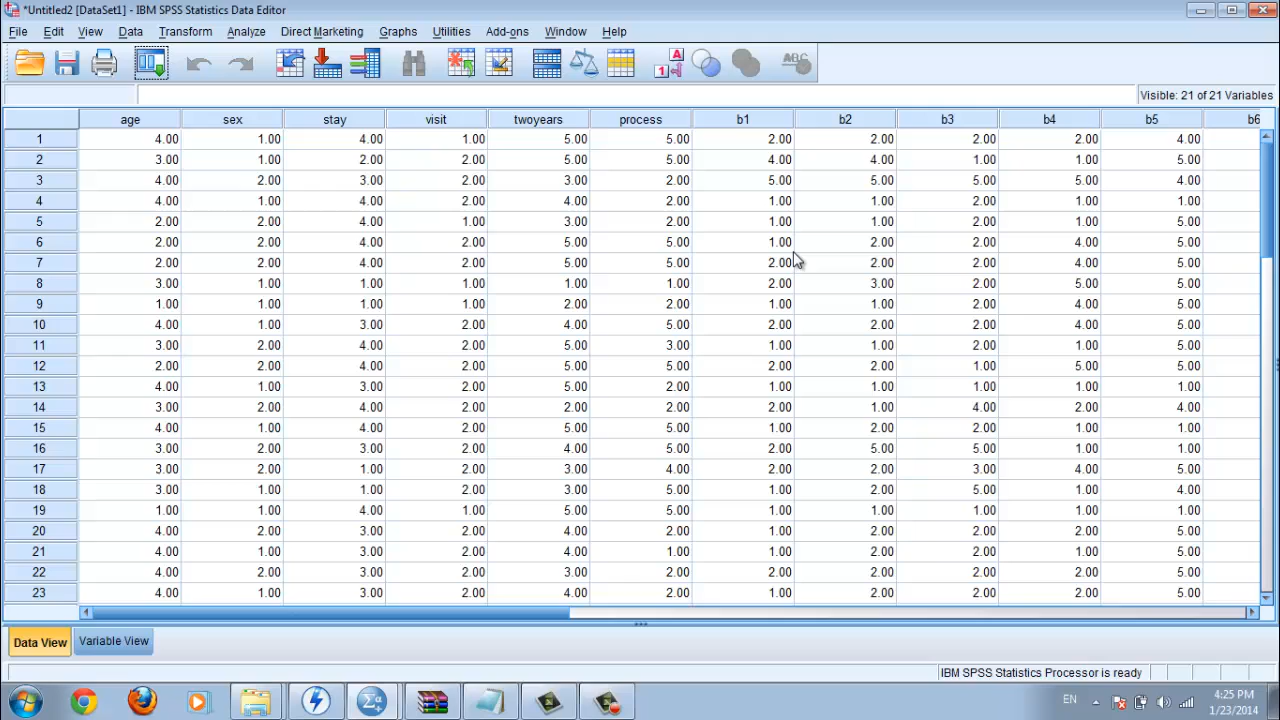 *Untitled2 [DataSet1] - IBM SPSS Statistics Data Editor
File Edit View Data Transform Analyze Direct Marketing Graphs Utilities Add-ons Window Help
A 1 ABC
Visible: 21 of 21 Variables
age sex stay visit twoyears process b1 b2 b3 b4 b5 b6
1 4.00 1.00 4.00 1.00 5.00 5.00 2.00 2.00 2.00 2.00 4.00
2 3.00 1.00 2.00 2.00 5.00 5.00 4.00 4.00 1.00 1.00 5.00
3 4.00 2.00 3.00 2.00 3.00 2.00 5.00 5.00 5.00 5.00 4.00
4 4.00 1.00 4.00 2.00 4.00 2.00 1.00 1.00 2.00 1.00 1.00
5 2.00 2.00 4.00 1.00 3.00 2.00 1.00 1.00 2.00 1.00 5.00
6 2.00 2.00 4.00 2.00 5.00 5.00 1.00 2.00 2.00 4.00 5.00
7 2.00 2.00 4.00 2.00 5.00 5.00 2.00 2.00 2.00 4.00 5.00
8 3.00 1.00 1.00 1.00 1.00 1.00 2.00 3.00 2.00 5.00 5.00
9 1.00 1.00 1.00 1.00 2.00 2.00 1.00 1.00 2.00 4.00 5.00
10 4.00 1.00 3.00 2.00 4.00 5.00 2.00 2.00 2.00 4.00 5.00
11 3.00 2.00 4.00 2.00 5.00 3.00 1.00 1.00 2.00 1.00 5.00
12 2.00 2.00 4.00 2.00 5.00 2.00 2.00 2.00 1.00 5.00 5.00
13 4.00 1.00 3.00 2.00 5.00 2.00 1.00 1.00 1.00 1.00 1.00
14 3.00 2.00 4.00 2.00 2.00 2.00 2.00 1.00 4.00 2.00 4.00
15 4.00 1.00 4.00 2.00 5.00 5.00 1.00 2.00 2.00 1.00 1.00
16 3.00 2.00 3.00 2.00 4.00 5.00 2.00 5.00 5.00 1.00 1.00
17 3.00 2.00 1.00 2.00 3.00 4.00 2.00 2.00 3.00 4.00 5.00
18 3.00 1.00 1.00 2.00 3.00 5.00 1.00 2.00 5.00 1.00 4.00
19 1.00 1.00 4.00 1.00 5.00 5.00 1.00 1.00 1.00 1.00 1.00
20 4.00 2.00 3.00 2.00 4.00 2.00 1.00 2.00 2.00 2.00 5.00
21 4.00 1.00 3.00 2.00 4.00 1.00 1.00 2.00 2.00 1.00 5.00
22 4.00 2.00 3.00 2.00 3.00 2.00 2.00 2.00 2.00 2.00 5.00
23 4.00 1.00 3.00 2.00 4.00 2.00 1.00 2.00 2.00 2.00 5.00
Data View Variable View
IBM SPSS Statistics Processor is ready
EN 4:25 PM
1/23/2014